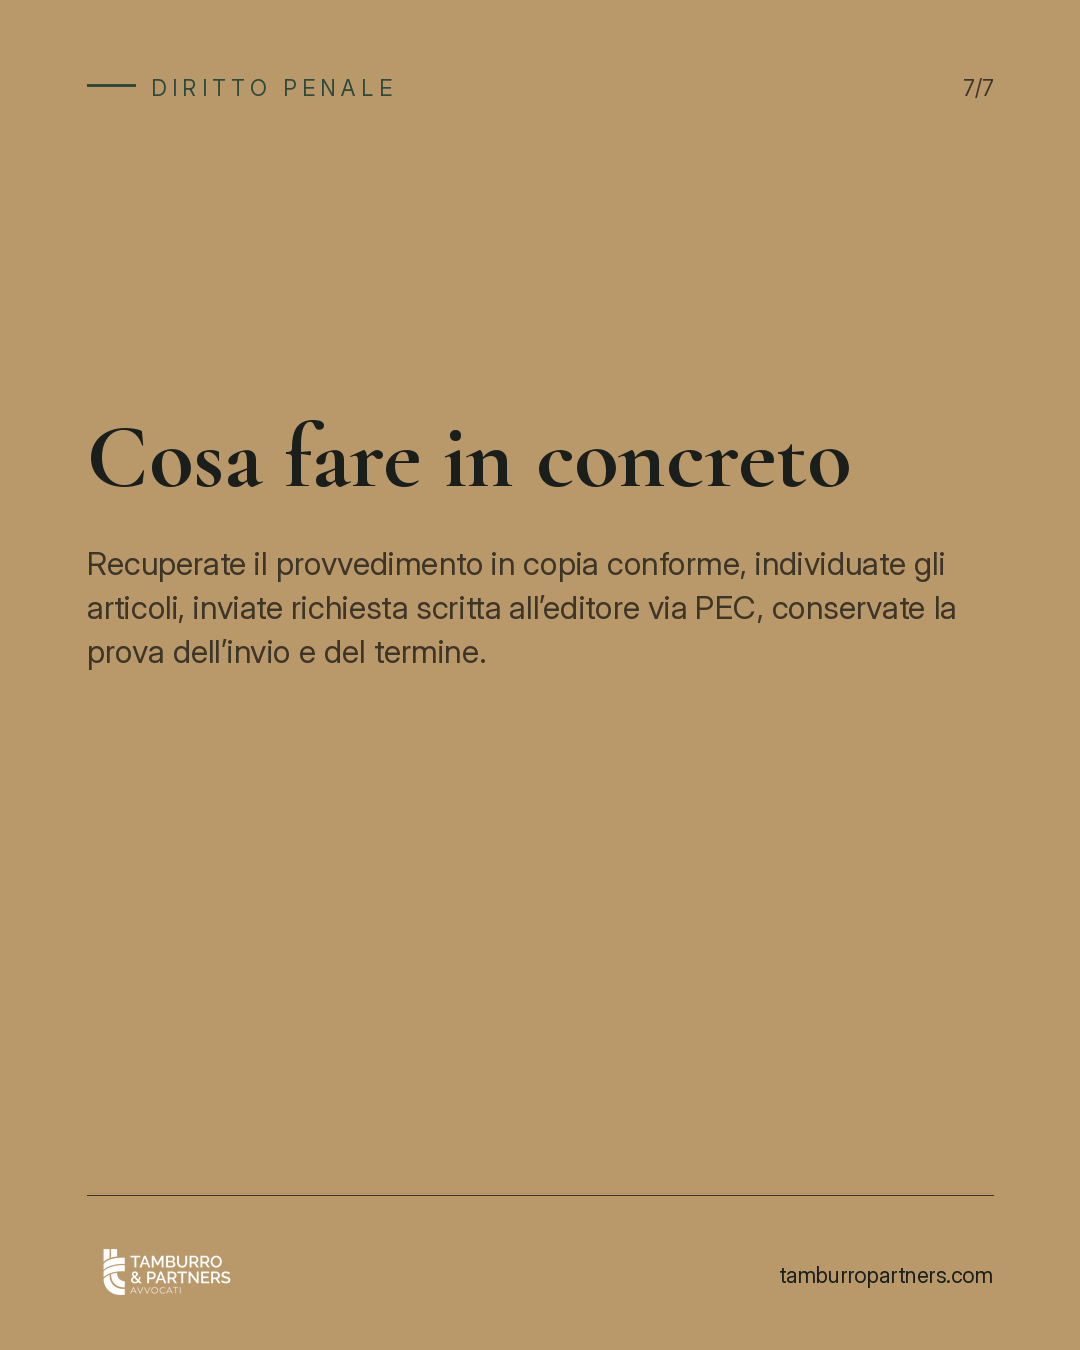 DIRITTO PENALE
7/7
Cosa fare in concreto
Recuperate il provvedimento in copia conforme, individuate gli
articoli, inviate richiesta scritta all’editore via PEC, conservate la
prova dell’invio e del termine.
TAMBURRO
& PARTNERS
AVVOCATI
tamburropartners.com